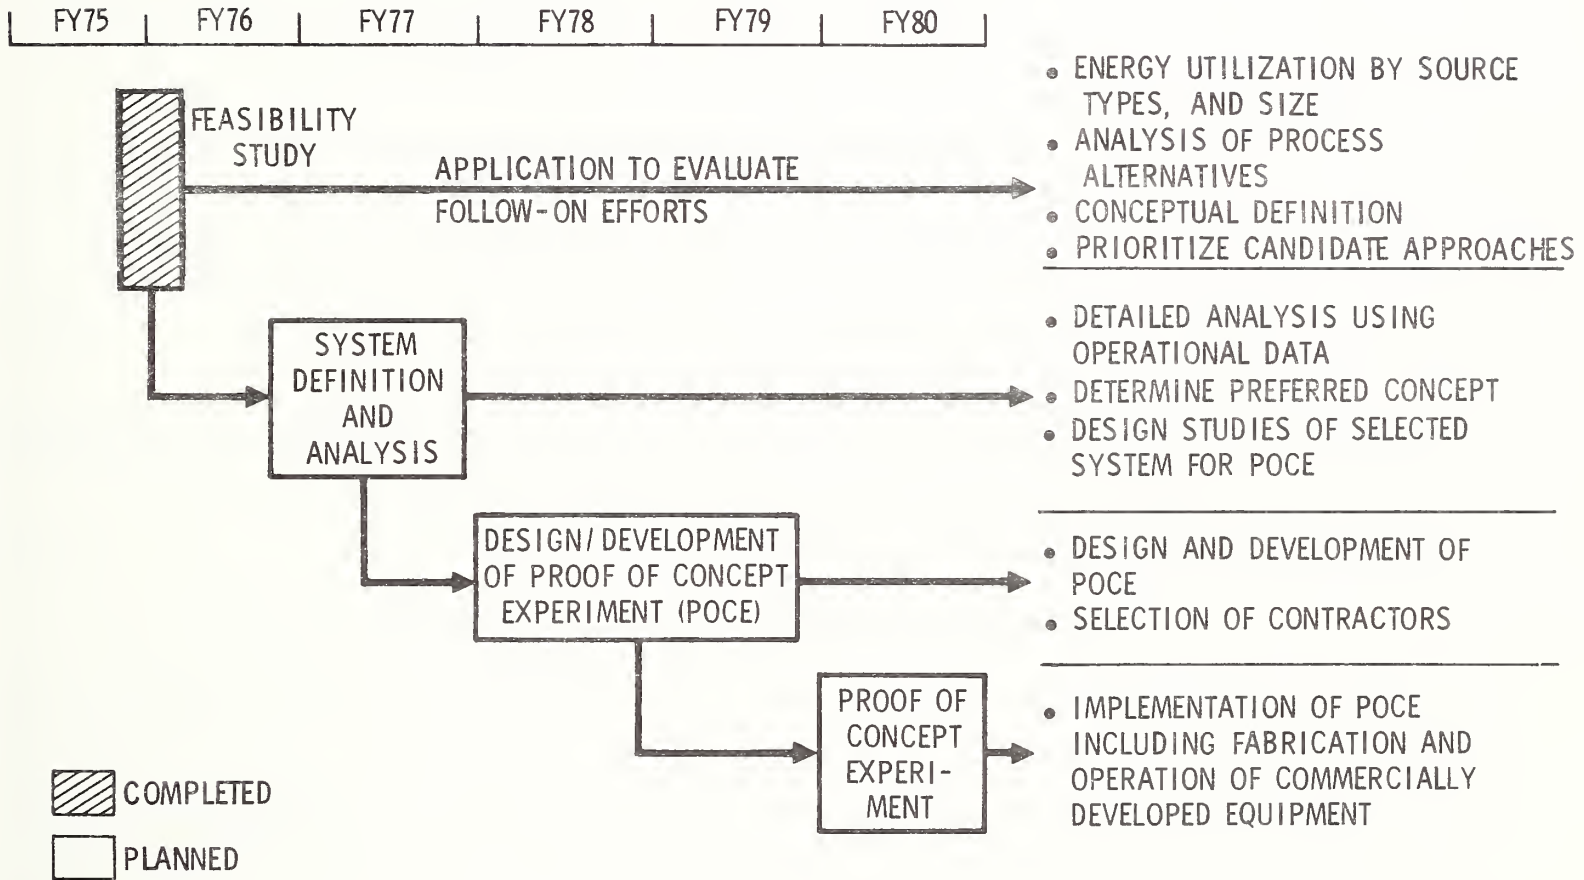 FY75 FY76 FY77 FY78 FY79 FY80
FEASIBILITY
STUDY
APPLICATION TO EVALUATE
FOLLOW-ON EFFORTS
• ENERGY UTILIZATION BY SOURCE
TYPES, AND SIZE
• ANALYSIS OF PROCESS
ALTERNATIVES
• CONCEPTUAL DEFINITION
• PRIORITIZE CANDIDATE APPROACHES
SYSTEM
DEFINITION
AND
ANALYSIS
• DETAILED ANALYSIS USING
OPERATIONAL DATA
• DETERMINE PREFERRED CONCEPT
• DESIGN STUDIES OF SELECTED
SYSTEM FOR POCE
DESIGN/DEVELOPMENT
OF PROOF OF CONCEPT
EXPERIMENT (POCE)
• DESIGN AND DEVELOPMENT OF
POCE
• SELECTION OF CONTRACTORS
PROOF OF
CONCEPT
EXPERI-
MENT
• IMPLEMENTATION OF POCE
INCLUDING FABRICATION AND
OPERATION OF COMMERCIALLY
DEVELOPED EQUIPMENT
COMPLETED
PLANNED